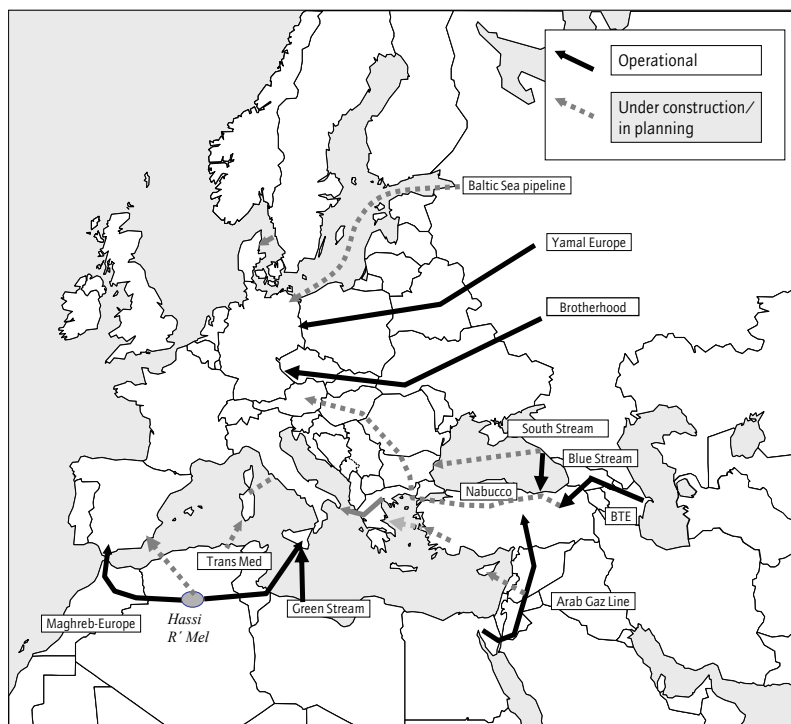 Operational
Under construction/
in planning
Baltic Sea pipeline
Yamal Europe
Brotherhood
South Stream
Blue Stream
Nabucco
BTE
Trans Med
Arab Gaz Line
Green Stream
Maghreb-Europe
Hassi
R´ Mel